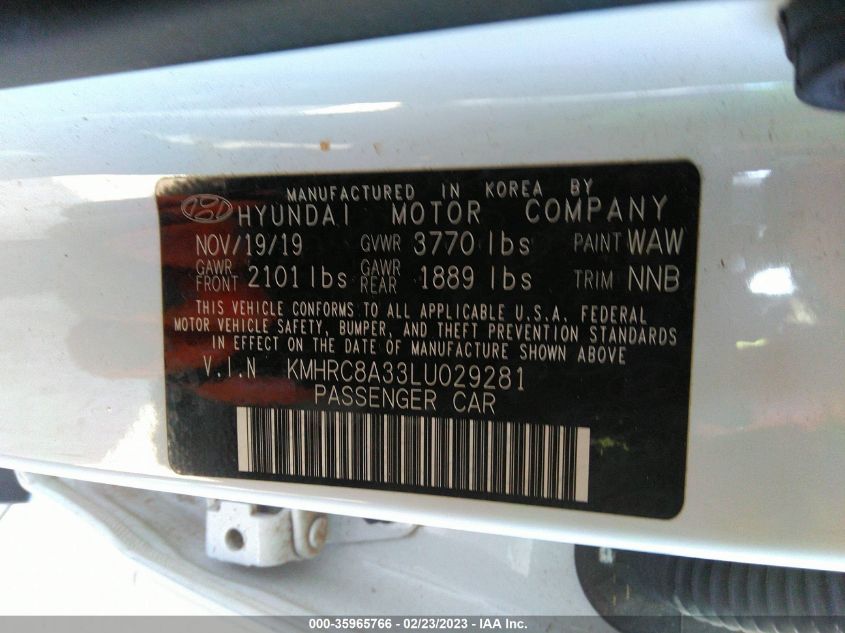 MANUFACTURED IN KOREA BY
HYUNDAI MOTOR COMPANY
NOV/19/19 GVWR 3770 lbs PAINT WAW
GAWR FRONT 2101 lbs GAWR REAR 1889 lbs TRIM NNB
THIS VEHICLE CONFORMS TO ALL APPLICABLE U.S.A. FEDERAL
MOTOR VEHICLE SAFETY, BUMPER, AND THEFT PREVENTION STANDARDS
IN EFFECT ON THE DATE OF MANUFACTURE SHOWN ABOVE
V.I.N KMHRC8A33LU029281
PASSENGER CAR
000-35965766 - 02/23/2023 - IAA Inc.